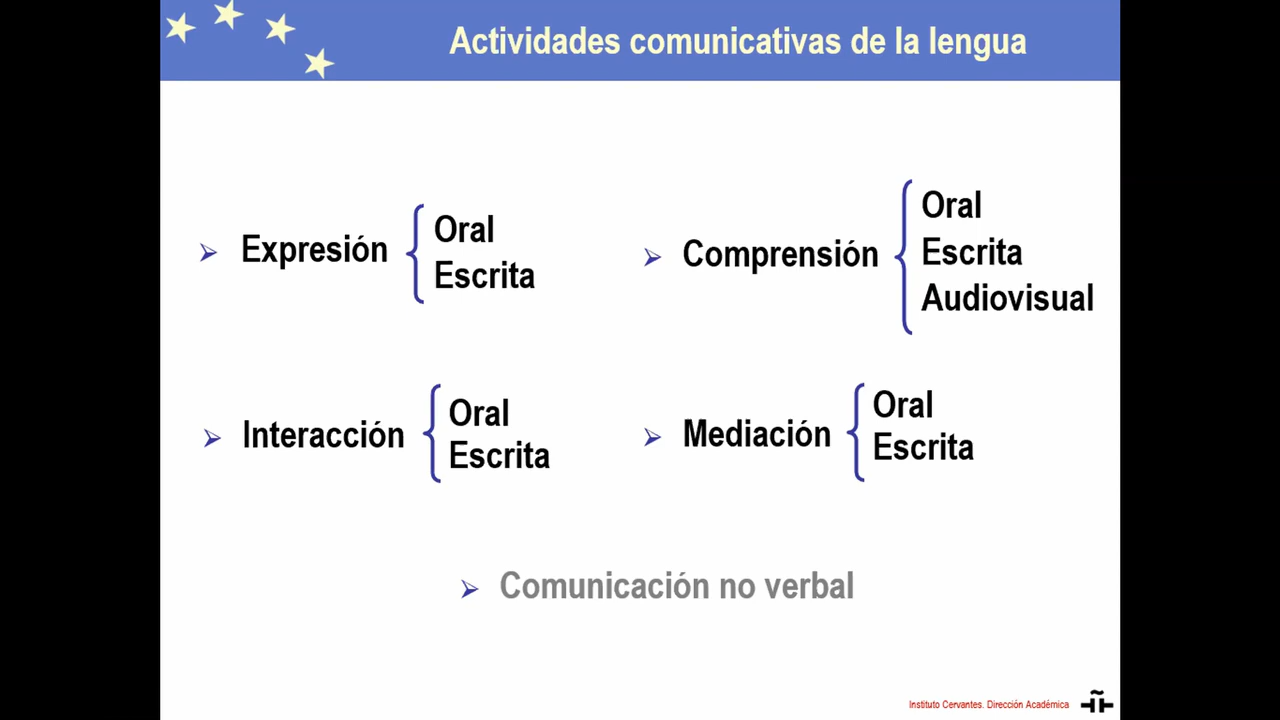 Actividades comunicativas de la lengua
Expresión
Oral
Escrita
Comprensión
Oral
Escrita
Audiovisual
Interacción
Oral
Escrita
Mediación
Oral
Escrita
Comunicación no verbal
Instituto Cervantes. Dirección Académica